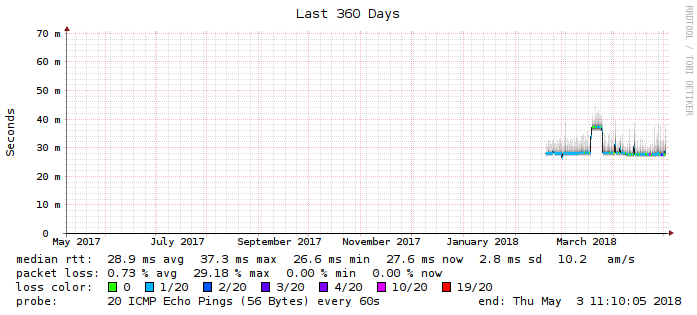 Last 360 Days
RRDTOOL / TOBI OETIKER
70 m
60 m
50 m
40 m
30 m
20 m
10 m
0
Seconds
May 2017 July 2017 September 2017 November 2017 January 2018 March 2018
median rtt: 28.9 ms avg 37.3 ms max 26.6 ms min 27.6 ms now 2.8 ms sd 10.2 am/s
packet loss: 0.73 % avg 29.18 % max 0.00 % min 0.00 % now
loss color: 0 1/20 2/20 3/20 4/20 10/20 19/20
probe: 20 ICMP Echo Pings (56 Bytes) every 60s end: Thu May 3 11:10:05 2018